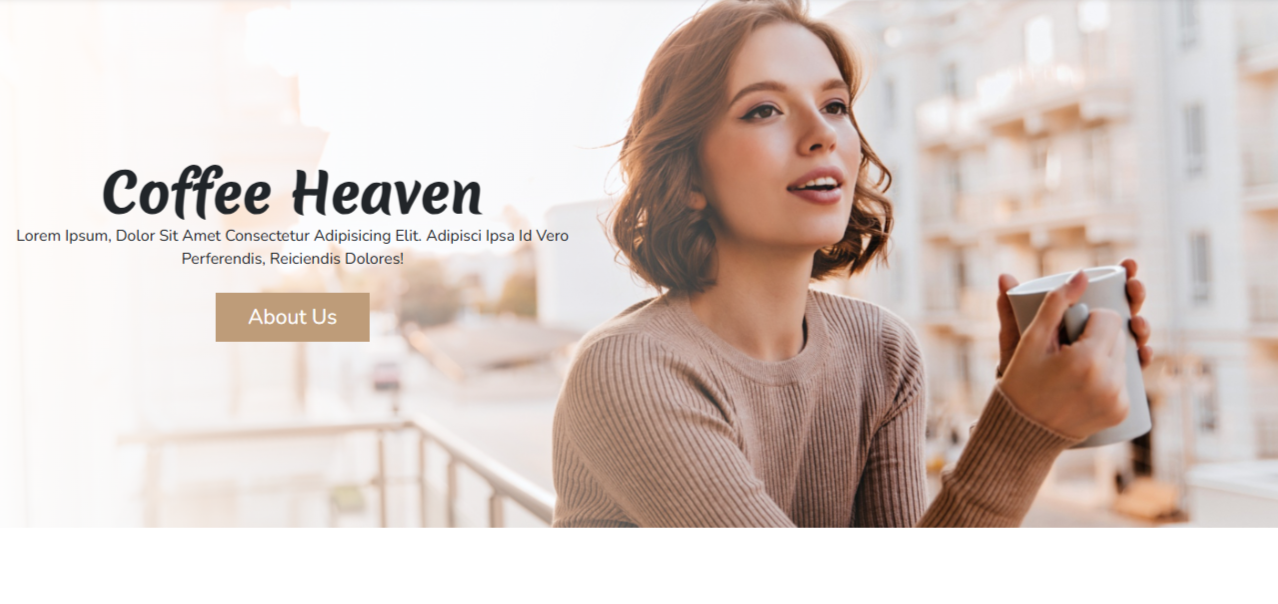 Coffee Heaven
Lorem Ipsum, Dolor Sit Amet Consectetur Adipisicing Elit. Adipisci Ipsa Id Vero
Perferendis, Reiciendis Dolores!
About Us